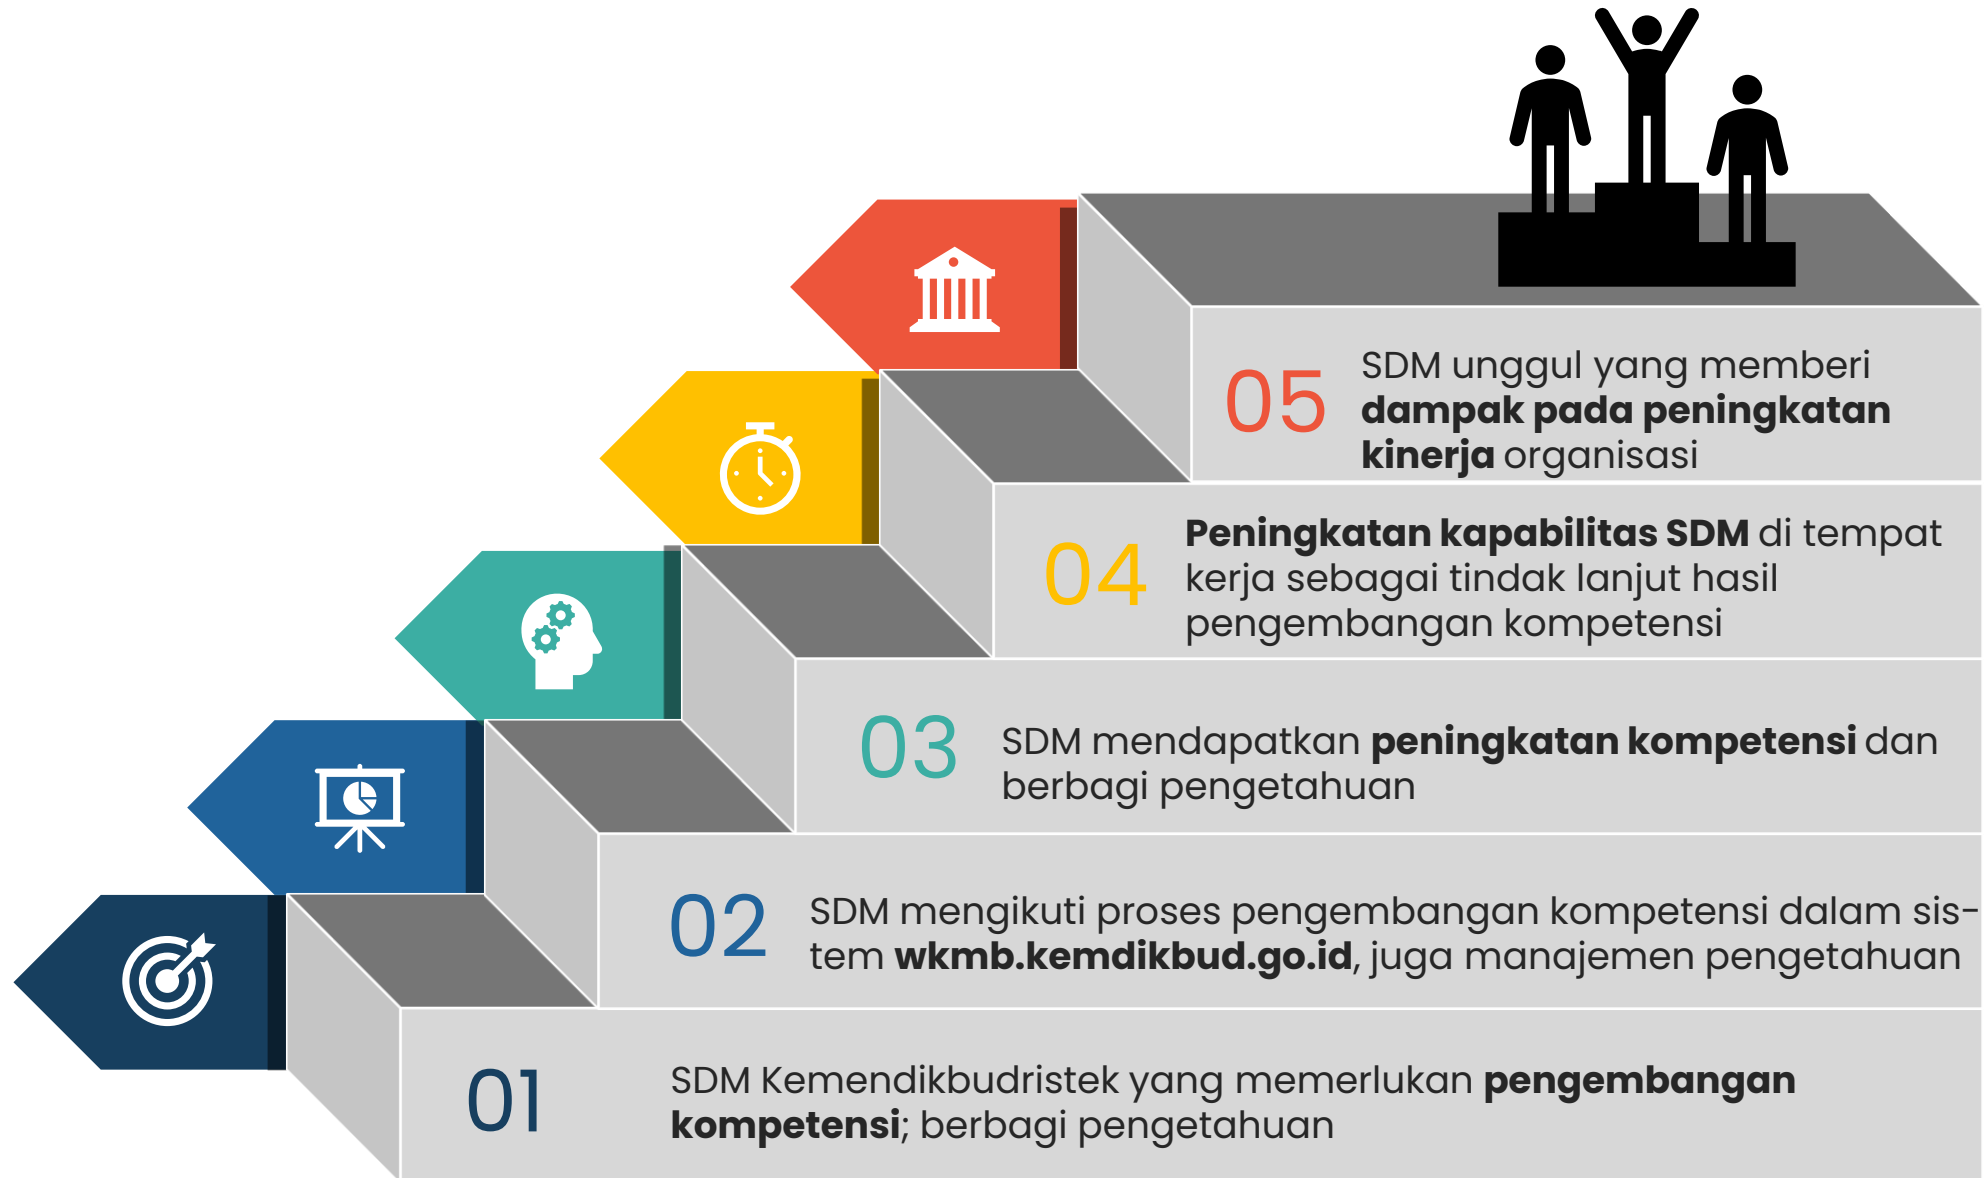 05
SDM unggul yang memberi
dampak pada peningkatan
kinerja organisasi
04
Peningkatan kapabilitas SDM di tempat
kerja sebagai tindak lanjut hasil
pengembangan kompetensi
03
SDM mendapatkan peningkatan kompetensi dan
berbagi pengetahuan
02
SDM mengikuti proses pengembangan kompetensi dalam sis-
tem wkmb.kemdikbud.go.id, juga manajemen pengetahuan
01
SDM Kemendikbudristek yang memerlukan pengembangan
kompetensi; berbagi pengetahuan